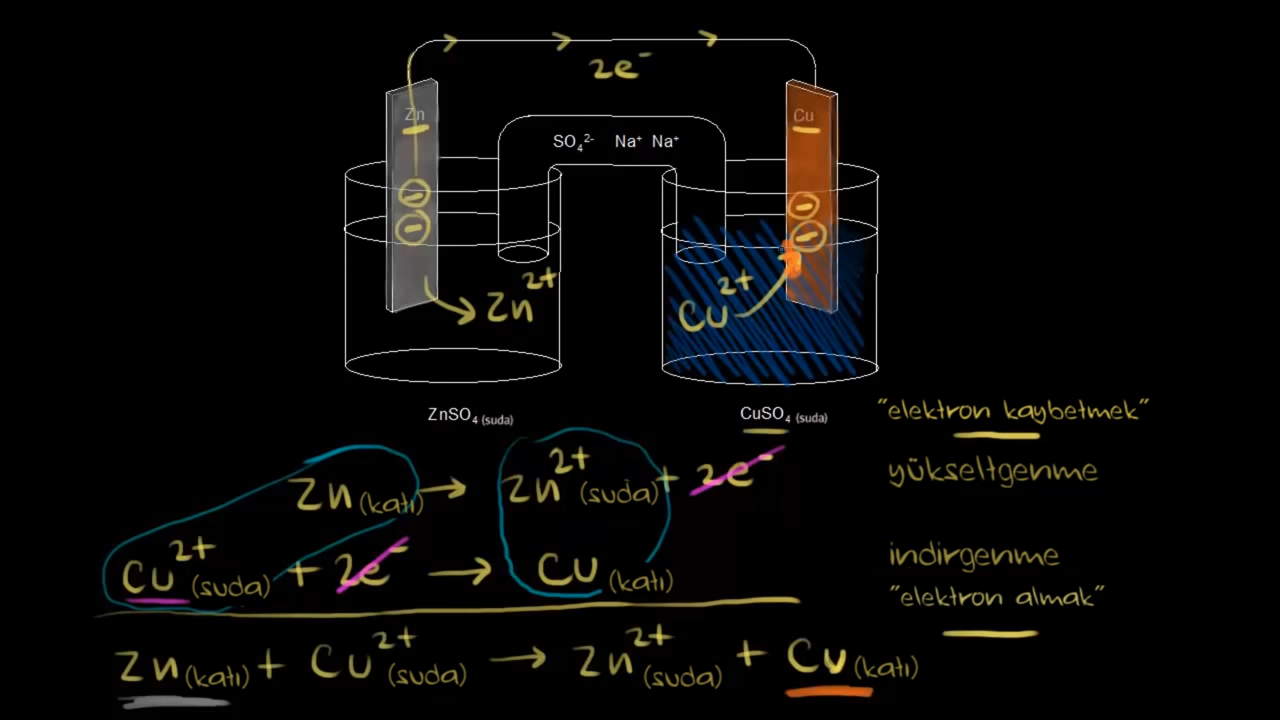 2e⁻
Zn
Cu
SO₄²⁻ Na⁺ Na⁺
Zn²⁺
Cu²⁺
ZnSO₄ (suda)
CuSO₄ (suda)
"elektron kaybetmek"
yükseltgenme
Zn (katı) → Zn²⁺ (suda) + 2e⁻
Cu²⁺ (suda) + 2e⁻ → Cu (katı)
indirgenme
"elektron almak"
Zn (katı) + Cu²⁺ (suda) → Zn²⁺ (suda) + Cu (katı)